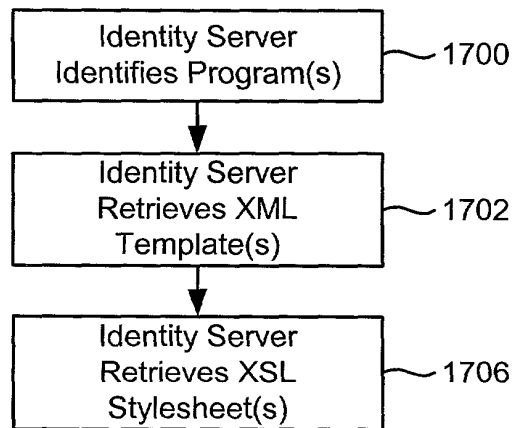 Identity Server
Identifies Program(s)
1700
Identity Server
Retrieves XML
Template(s)
1702
Identity Server
Retrieves XSL
Stylesheet(s)
1706